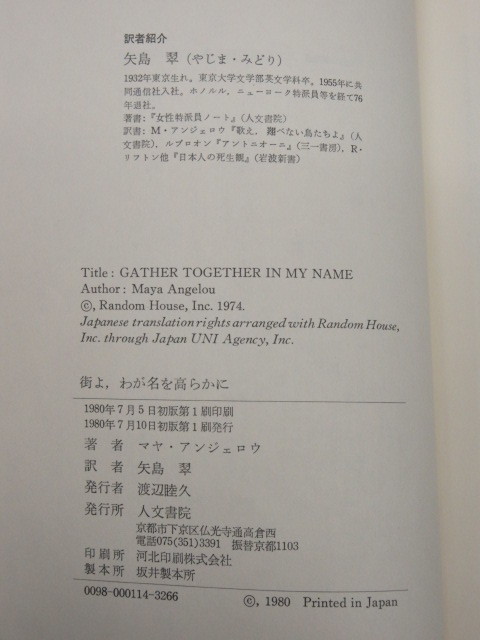 訳者紹介
矢島 翠(やじま・みどり)
1932年東京生れ。東京大学文学部英文学科卒。1955年に共
同通信社入社。ホノルル，ニューヨーク特派員等を経て76
年退社。
著書：『女性特派員ノート』(人文書院)
訳書：M・アンジェロウ『歌え，翔べない鳥たちよ』(人
文書院)，ルプロオン『アントニオーニ』(三一書房)，R・
リフトン他『日本人の死生観』(岩波新書)
Title : GATHER TOGETHER IN MY NAME
Author : Maya Angelou
©, Random House, Inc. 1974.
Japanese translation rights arranged with Random House,
Inc. through Japan UNI Agency, Inc.
街よ，わが名を高らかに
1980年7月5日初版第1刷印刷
1980年7月10日初版第1刷発行
著者 マヤ・アンジェロウ
訳者 矢島 翠
発行者 渡辺睦久
発行所 人文書院
京都市下京区仏光寺通高倉西
電話075(351)3391 振替京都1103
印刷所 河北印刷株式会社
製本所 坂井製本所
0098-000114-3266 ©, 1980 Printed in Japan